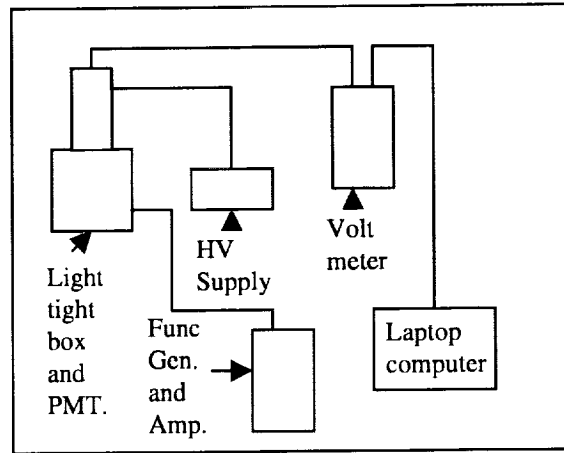 Light
tight
box
and
PMT.
HV
Supply
Volt
meter
Func
Gen.
and
Amp.
Laptop
computer